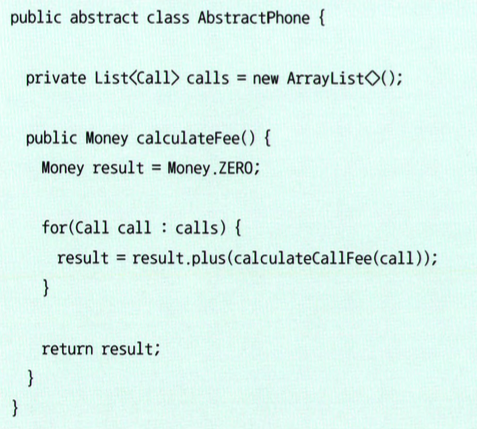 public abstract class AbstractPhone {
private List<Call> calls = new ArrayList<>();
public Money calculateFee() {
Money result = Money.ZERO;
for(Call call : calls) {
result = result.plus(calculateCallFee(call));
}
return result;
}
}